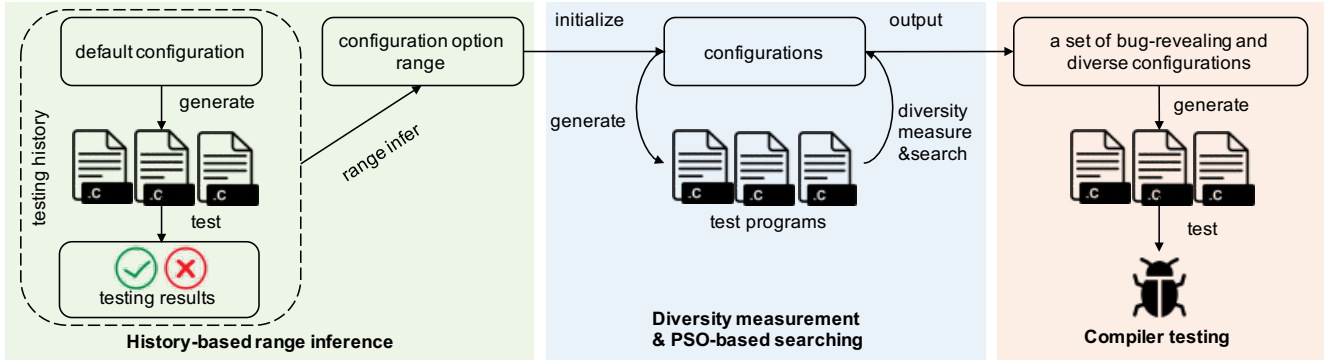 default configuration
generate
.C
.C
.C
test
testing results
testing history
range infer
configuration option
range
History-based range inference
initialize
configurations
generate
diversity
measure
&search
.C
.C
.C
test programs
Diversity measurement
& PSO-based searching
output
a set of bug-revealing and
diverse configurations
generate
.C
.C
.C
test
Compiler testing